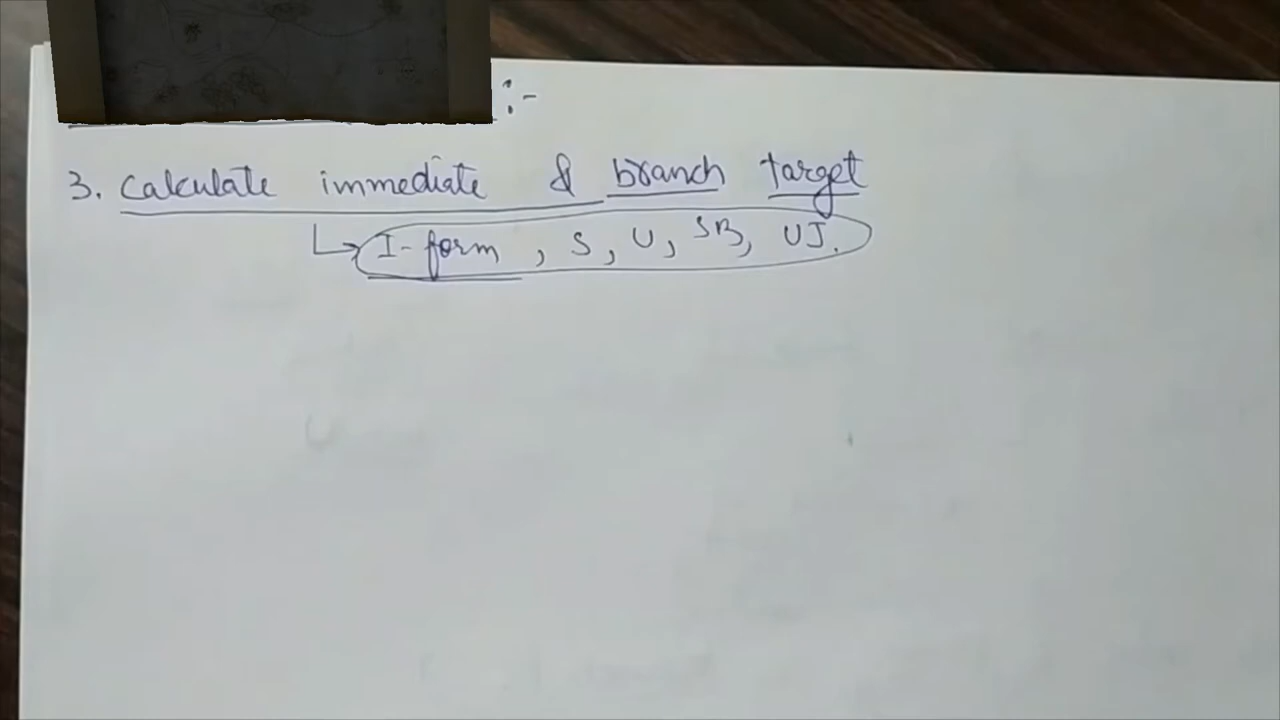 :-
3. Calculate immediate & branch target
I-form, S, U, SB, UJ.